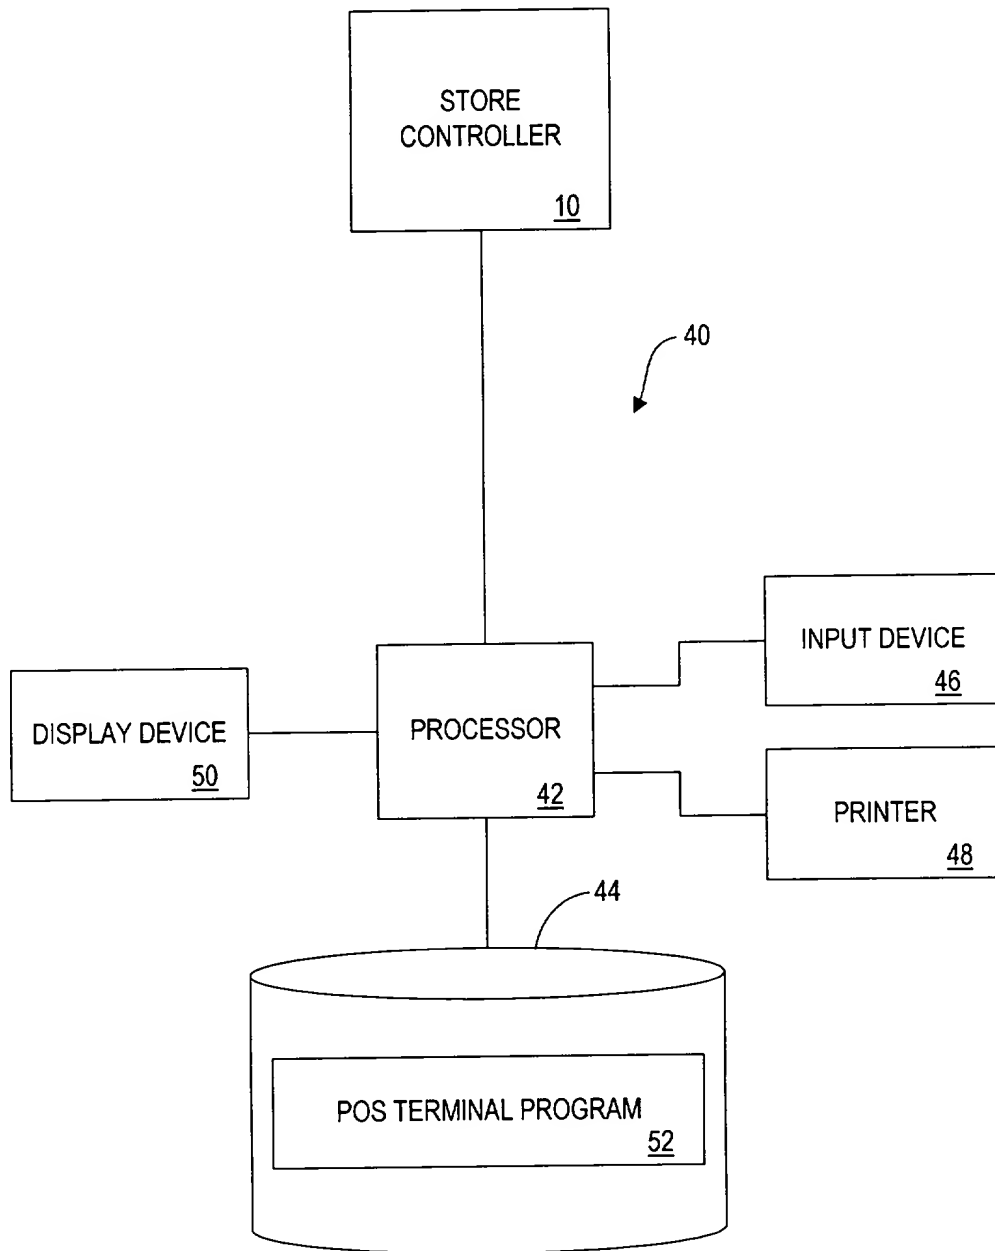 STORE
CONTROLLER
10
40
INPUT DEVICE
46
DISPLAY DEVICE
50
PROCESSOR
42
PRINTER
48
44
POS TERMINAL PROGRAM
52